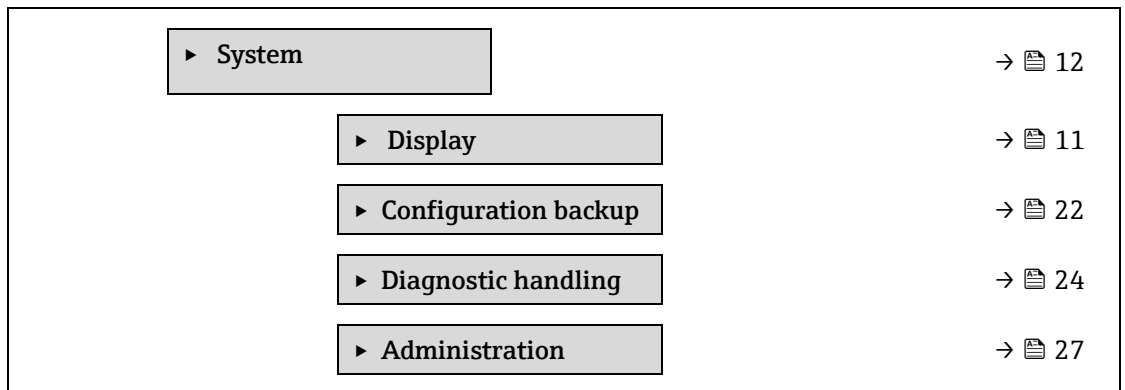 ▸ System → 🖺 12
▸ Display → 🖺 11
▸ Configuration backup → 🖺 22
▸ Diagnostic handling → 🖺 24
▸ Administration → 🖺 27